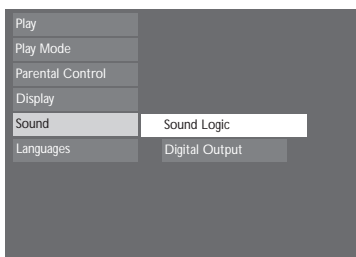 Play
Play Mode
Parental Control
Display
Sound
Sound Logic
Languages
Digital Output